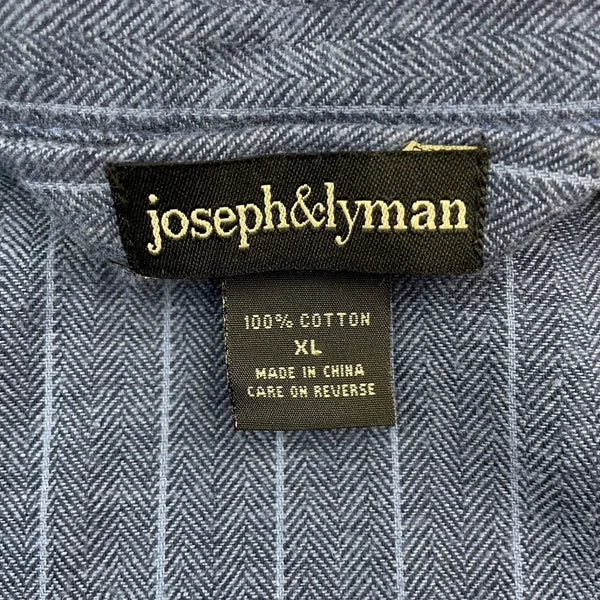 joseph&lyman
100% COTTON
XL
MADE IN CHINA
CARE ON REVERSE